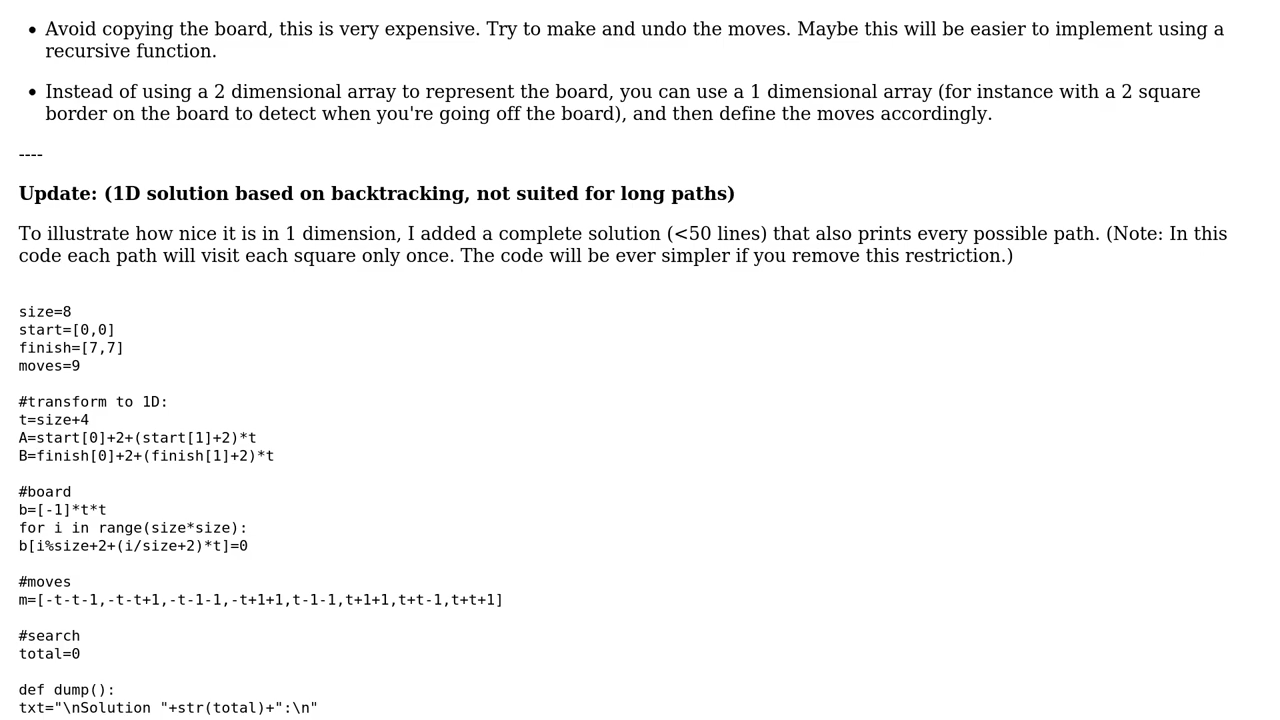 • Avoid copying the board, this is very expensive. Try to make and undo the moves. Maybe this will be easier to implement using a
recursive function.
• Instead of using a 2 dimensional array to represent the board, you can use a 1 dimensional array (for instance with a 2 square
border on the board to detect when you're going off the board), and then define the moves accordingly.
----
Update: (1D solution based on backtracking, not suited for long paths)
To illustrate how nice it is in 1 dimension, I added a complete solution (<50 lines) that also prints every possible path. (Note: In this
code each path will visit each square only once. The code will be ever simpler if you remove this restriction.)
size=8
start=[0,0]
finish=[7,7]
moves=9
#transform to 1D:
t=size+4
A=start[0]+2+(start[1]+2)*t
B=finish[0]+2+(finish[1]+2)*t
#board
b=[-1]*t*t
for i in range(size*size):
b[i%size+2+(i/size+2)*t]=0
#moves
m=[-t-t-1,-t-t+1,-t-1-1,-t+1+1,t-1-1,t+1+1,t+t-1,t+t+1]
#search
total=0
def dump():
txt="\nSolution "+str(total)+":\n"